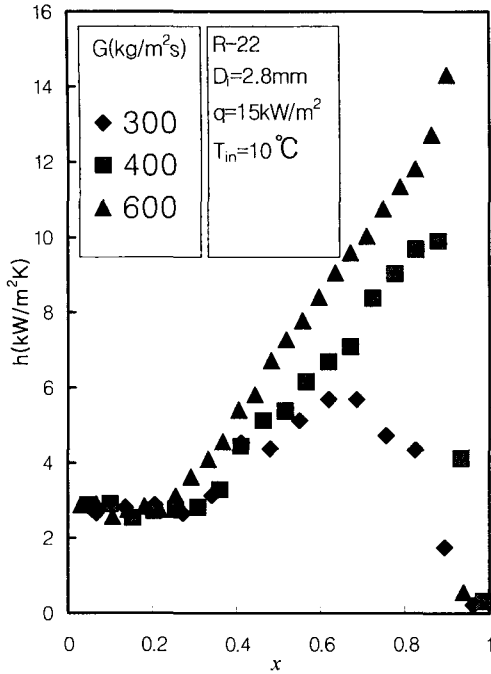 16
14
12
10
8
6
4
2
0
h(kW/m²K)
G(kg/m²s)
300
400
600
R-22
Dᵢ=2.8mm
q=15kW/m²
Tᵢₙ=10℃
0 0.2 0.4 0.6 0.8 1
x